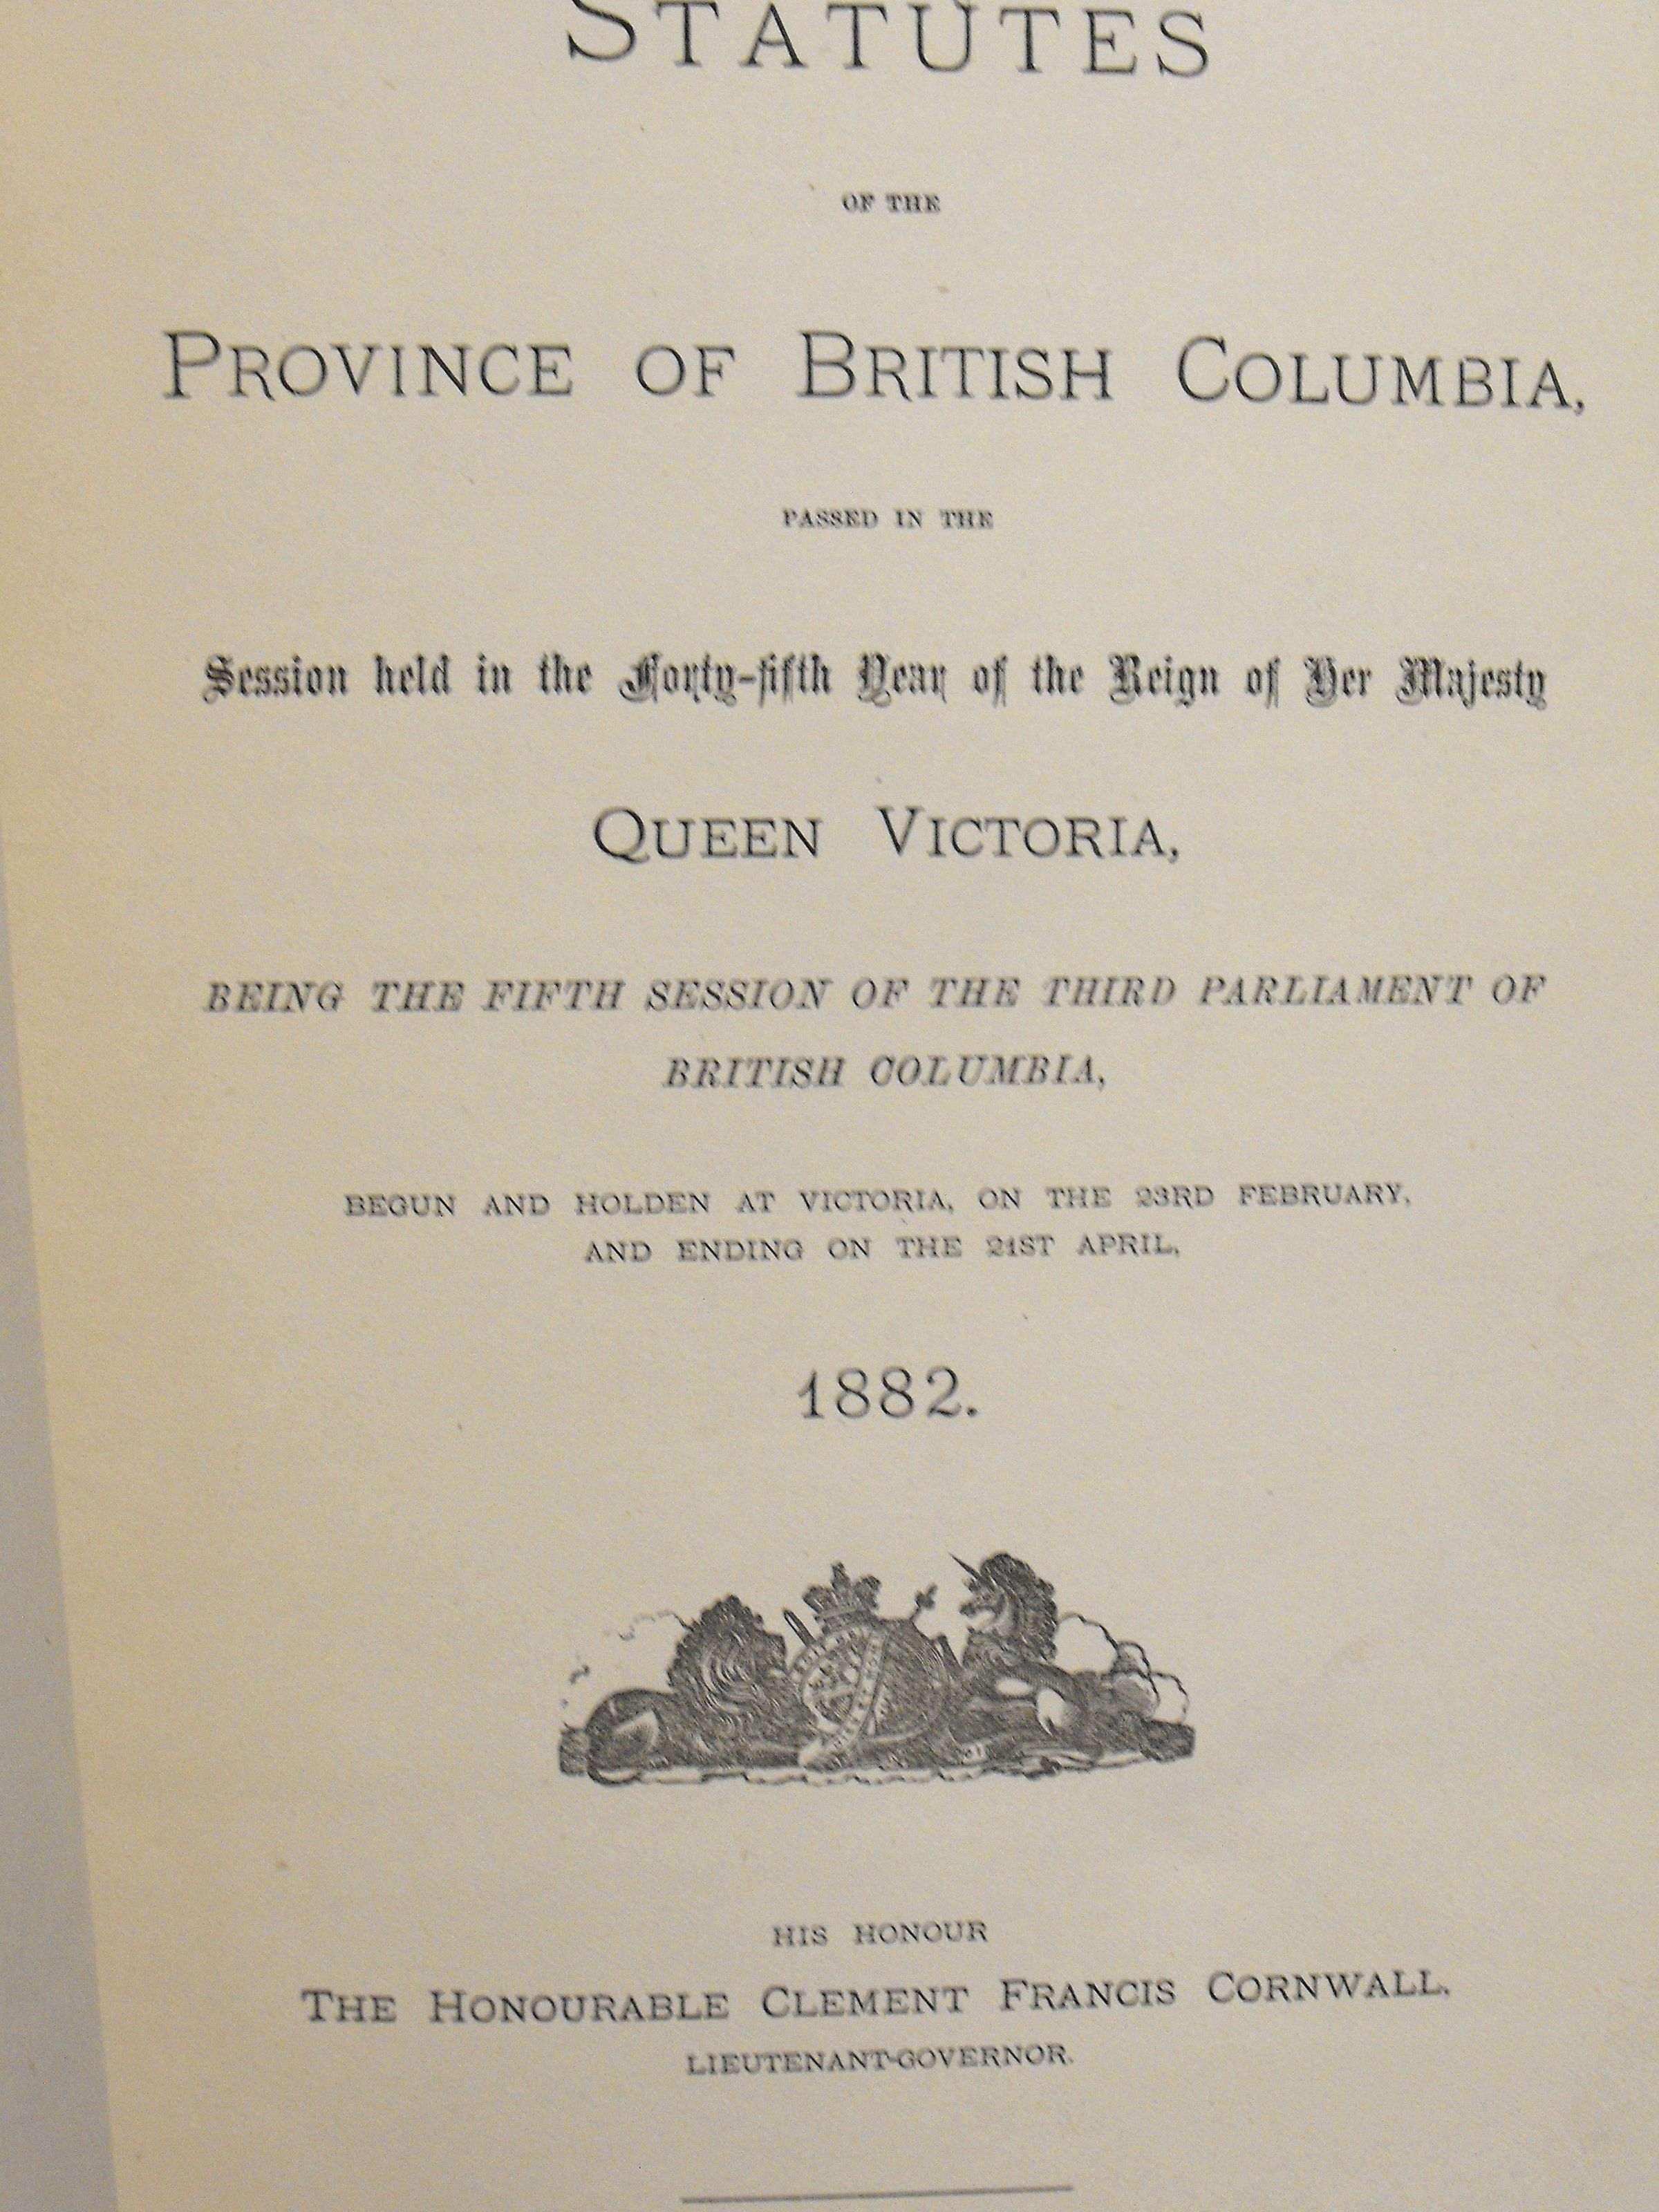 STATUTES
OF THE
PROVINCE OF BRITISH COLUMBIA,
PASSED IN THE
Session held in the Forty-fifth Year of the Reign of Her Majesty
QUEEN VICTORIA,
BEING THE FIFTH SESSION OF THE THIRD PARLIAMENT OF
BRITISH COLUMBIA,
BEGUN AND HOLDEN AT VICTORIA, ON THE 23RD FEBRUARY,
AND ENDING ON THE 21ST APRIL,
1882.
HIS HONOUR
THE HONOURABLE CLEMENT FRANCIS CORNWALL,
LIEUTENANT-GOVERNOR.